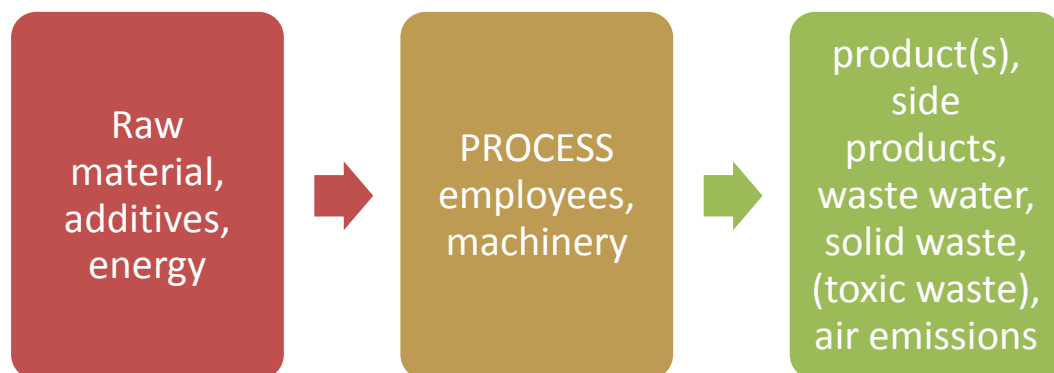 Raw
material,
additives,
energy
PROCESS
employees,
machinery
product(s),
side
products,
waste water,
solid waste,
(toxic waste),
air emissions